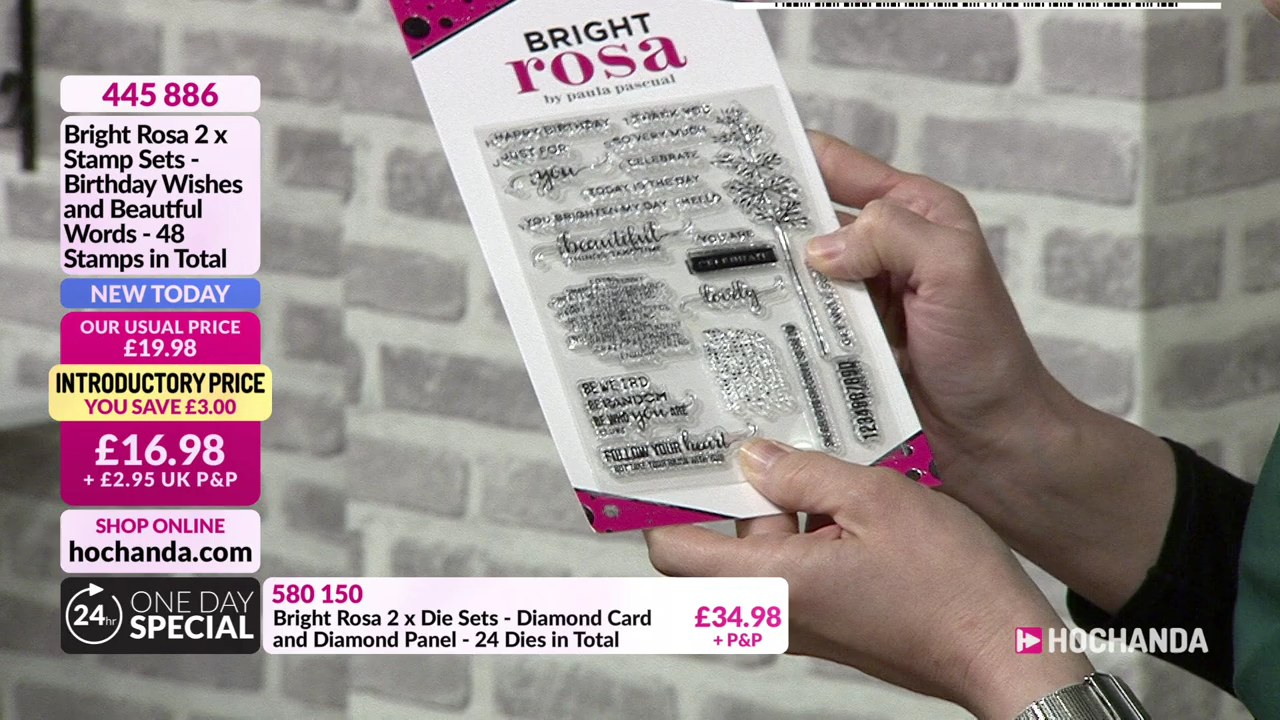 445 886
Bright Rosa 2 x
Stamp Sets -
Birthday Wishes
and Beautful
Words - 48
Stamps in Total
NEW TODAY
OUR USUAL PRICE
£19.98
INTRODUCTORY PRICE
YOU SAVE £3.00
£16.98
+ £2.95 UK P&P
SHOP ONLINE
hochanda.com
24hr
ONE DAY
SPECIAL
580 150
Bright Rosa 2 x Die Sets - Diamond Card
and Diamond Panel - 24 Dies in Total
£34.98
+ P&P
HOCHANDA
BRIGHT
rosa
by paula pascual
HAPPY BIRTHDAY
THANK YOU
JUST FOR
SO VERY MUCH
you
CELEBRATE
TODAY IS THE DAY
YOU BRIGHTEN MY DAY
HELLO
beautiful
YOU ARE
CELEBRATE
lovely
BE WEIRD
BE RANDOM
BE WHO you ARE
FOLLOW YOUR heart
1234567890